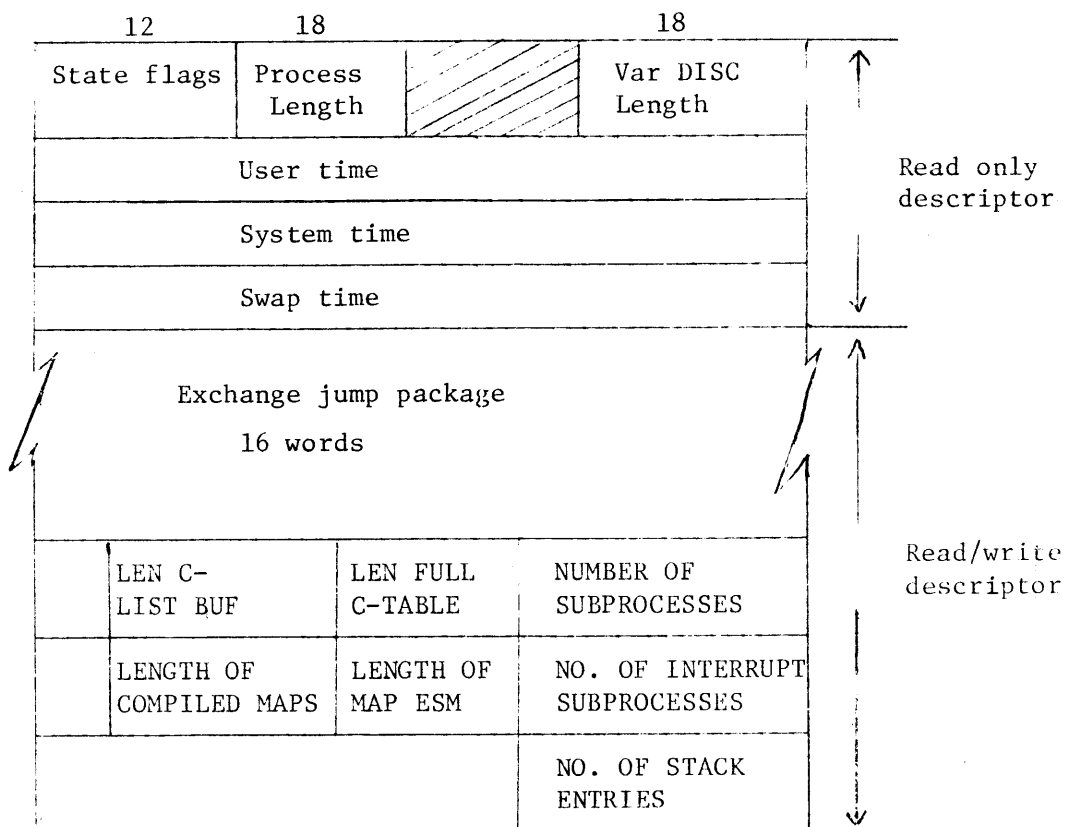 12 18 18
State flags Process Length Var DISC Length
User time
Read only descriptor
System time
Swap time
Exchange jump package
16 words
LEN C-LIST BUF LEN FULL C-TABLE NUMBER OF SUBPROCESSES
Read/write descriptor
LENGTH OF COMPILED MAPS LENGTH OF MAP ESM NO. OF INTERRUPT SUBPROCESSES
NO. OF STACK ENTRIES